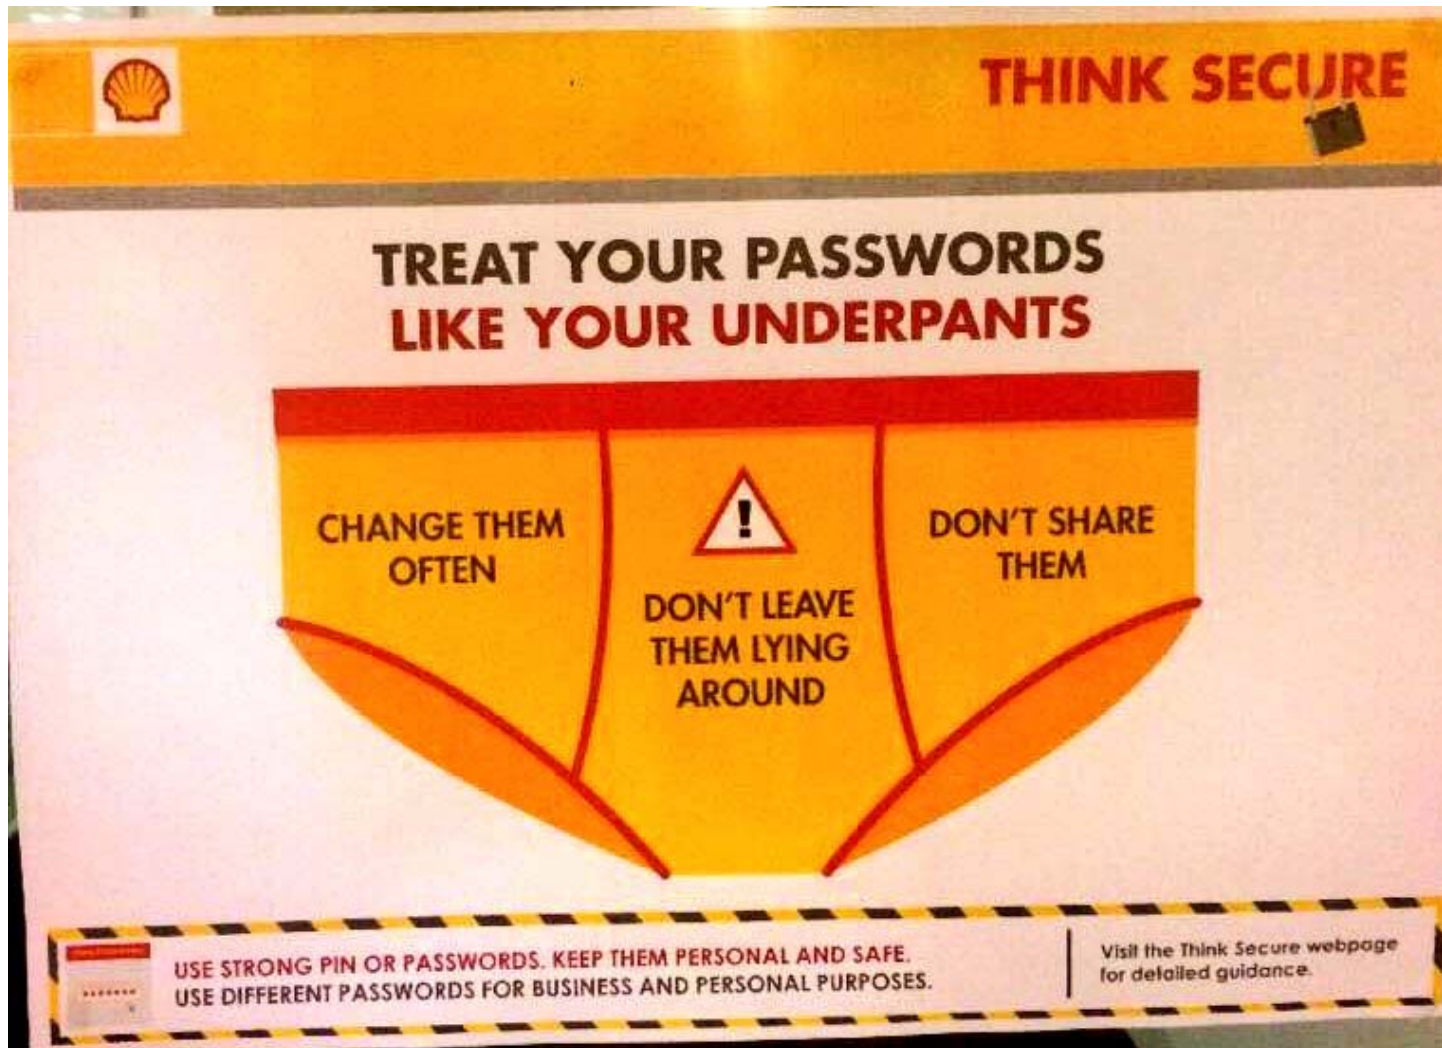 THINK SECURE
TREAT YOUR PASSWORDS
LIKE YOUR UNDERPANTS
CHANGE THEM
OFTEN
!
DON'T LEAVE
THEM LYING
AROUND
DON'T SHARE
THEM
USE STRONG PIN OR PASSWORDS. KEEP THEM PERSONAL AND SAFE.
USE DIFFERENT PASSWORDS FOR BUSINESS AND PERSONAL PURPOSES.
Visit the Think Secure webpage
for detailed guidance.